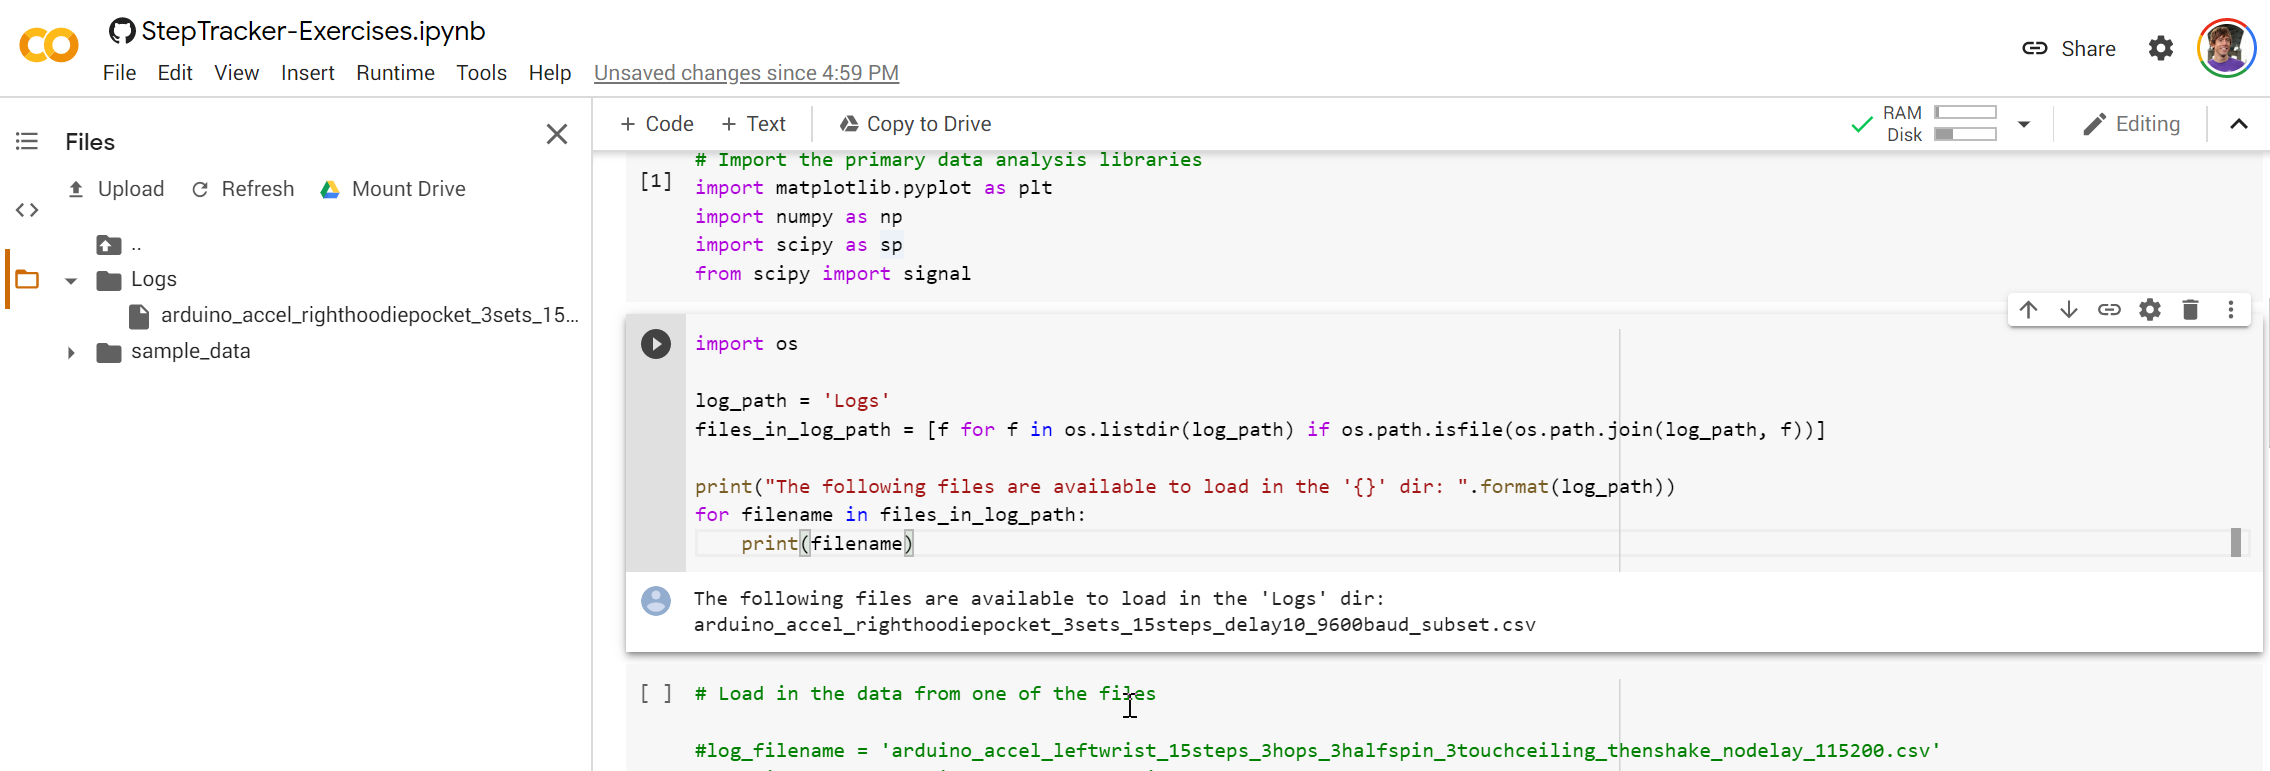 StepTracker-Exercises.ipynb
File Edit View Insert Runtime Tools Help Unsaved changes since 4:59 PM
Share
Files
Upload Refresh Mount Drive
..
Logs
arduino_accel_righthoodiepocket_3sets_15...
sample_data
+ Code + Text Copy to Drive
RAM
Disk
Editing
[1]
# Import the primary data analysis libraries
import matplotlib.pyplot as plt
import numpy as np
import scipy as sp
from scipy import signal
import os
log_path = 'Logs'
files_in_log_path = [f for f in os.listdir(log_path) if os.path.isfile(os.path.join(log_path, f))]
print("The following files are available to load in the '{}' dir: ".format(log_path))
for filename in files_in_log_path:
print(filename)
The following files are available to load in the 'Logs' dir:
arduino_accel_righthoodiepocket_3sets_15steps_delay10_9600baud_subset.csv
[ ] # Load in the data from one of the files
#log_filename = 'arduino_accel_leftwrist_15steps_3hops_3halfspin_3touchceiling_thenshake_nodelay_115200.csv'